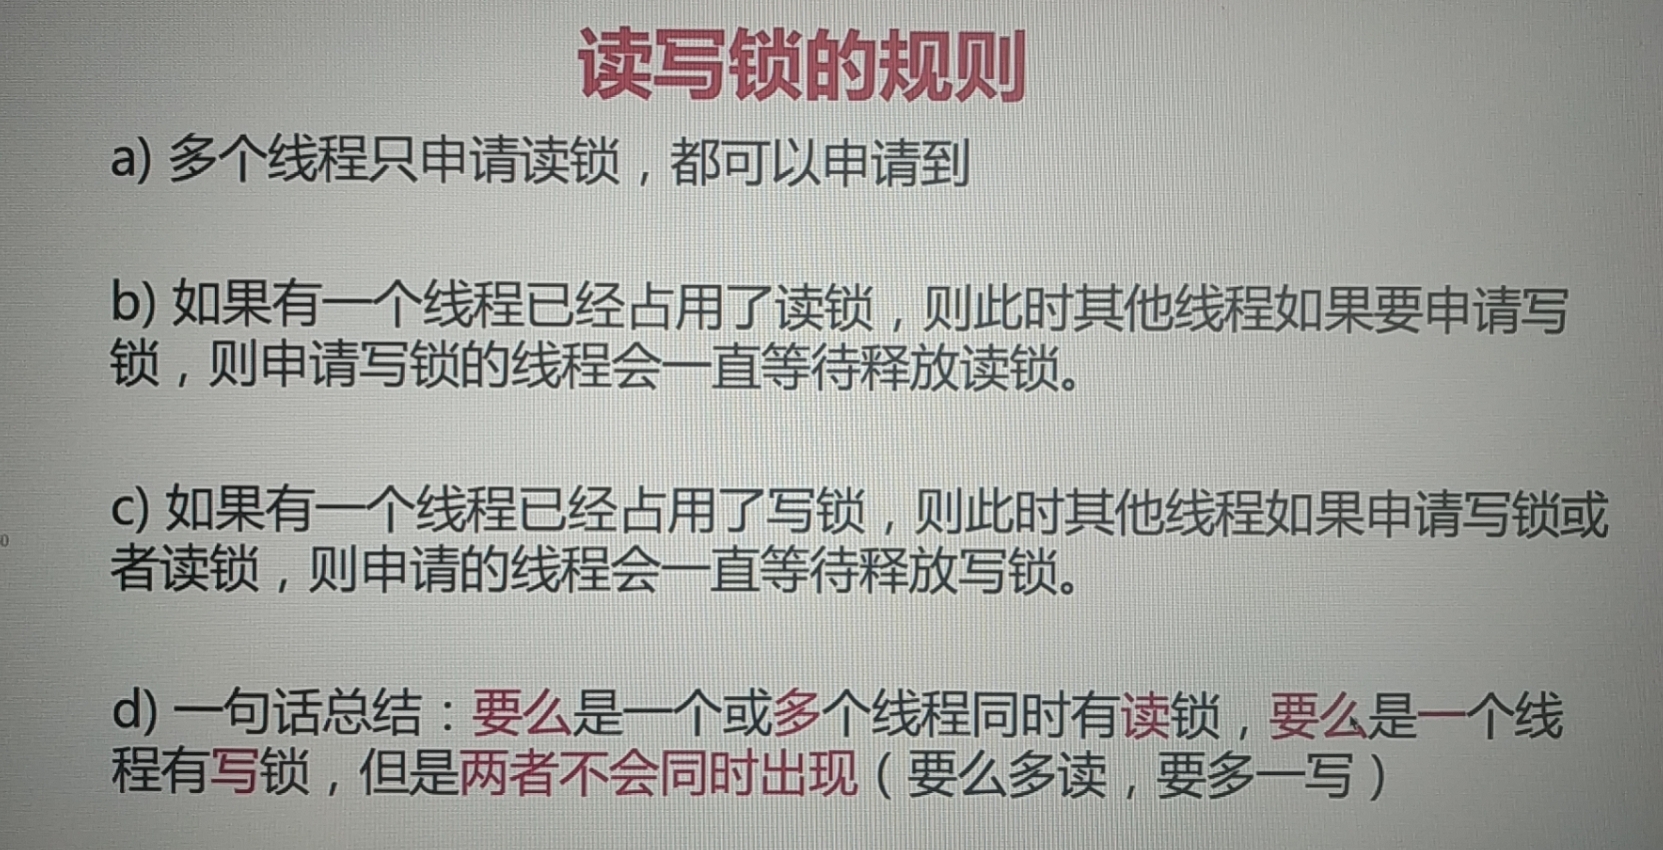 读写锁的规则
a) 多个线程只申请读锁，都可以申请到
b) 如果有一个线程已经占用了读锁，则此时其他线程如果要申请写
锁，则申请写锁的线程会一直等待释放读锁。
c) 如果有一个线程已经占用了写锁，则此时其他线程如果申请写锁或
者读锁，则申请的线程会一直等待释放写锁。
0
d) 一句话总结：要么是一个或多个线程同时有读锁，要么是一个线
程有写锁，但是两者不会同时出现（要么多读，要多一写）